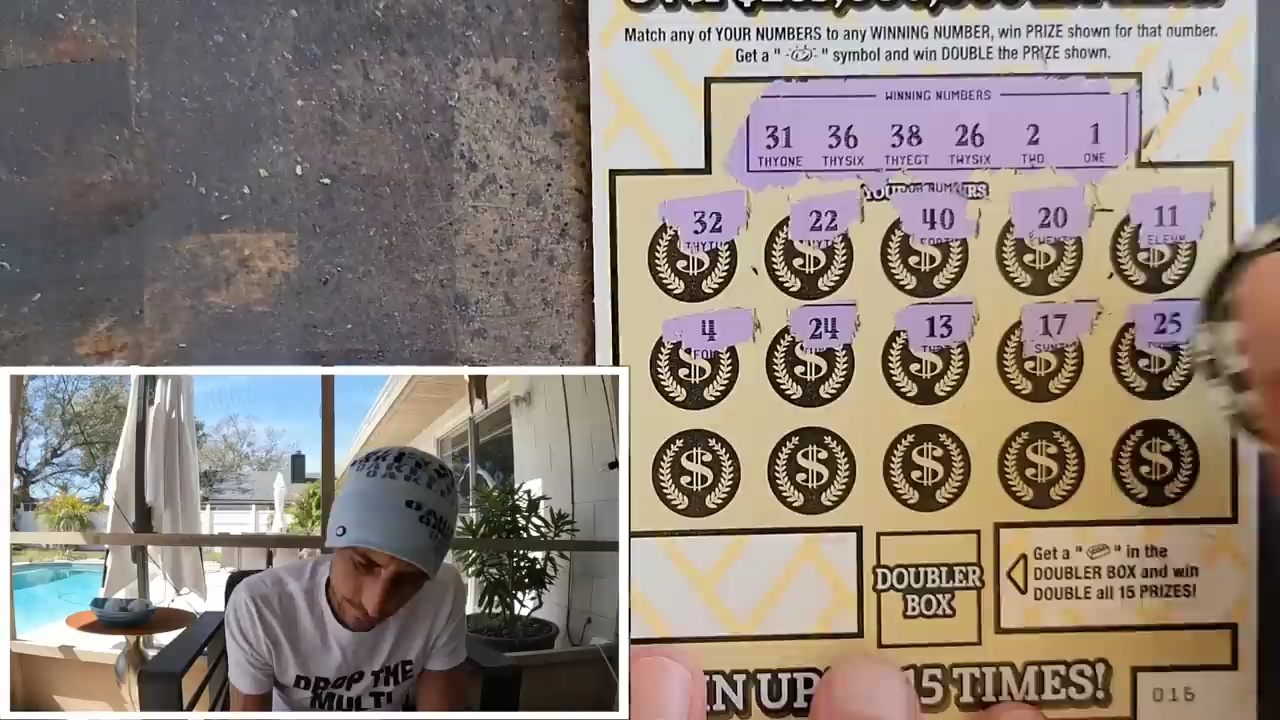 Match any of YOUR NUMBERS to any WINNING NUMBER, win PRIZE shown for that number.
Get a " " symbol and win DOUBLE the PRIZE shown.
WINNING NUMBERS
31 36 38 26 2 1
THYONE THYSIX THYEGT TWYSIX TWO ONE
32 22 40 20 11
4 24 13 17 25
$ $ $ $ $
DOUBLER
BOX
Get a " " in the
DOUBLER BOX and win
DOUBLE all 15 PRIZES!
15 TIMES!
015
DROP THE
MULTI